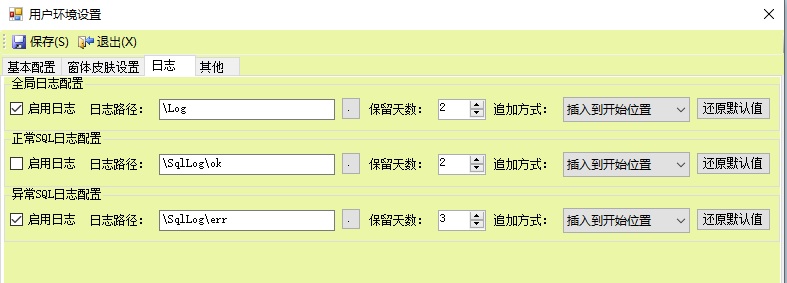 用户环境设置
保存(S) 退出(X)
基本配置 窗体皮肤设置 日志 其他
全局日志配置
启用日志 日志路径： \Log . 保留天数： 2 追加方式： 插入到开始位置 还原默认值
正常SQL日志配置
启用日志 日志路径： \SqlLog\ok . 保留天数： 2 追加方式： 插入到开始位置 还原默认值
异常SQL日志配置
启用日志 日志路径： \SqlLog\err . 保留天数： 3 追加方式： 插入到开始位置 还原默认值